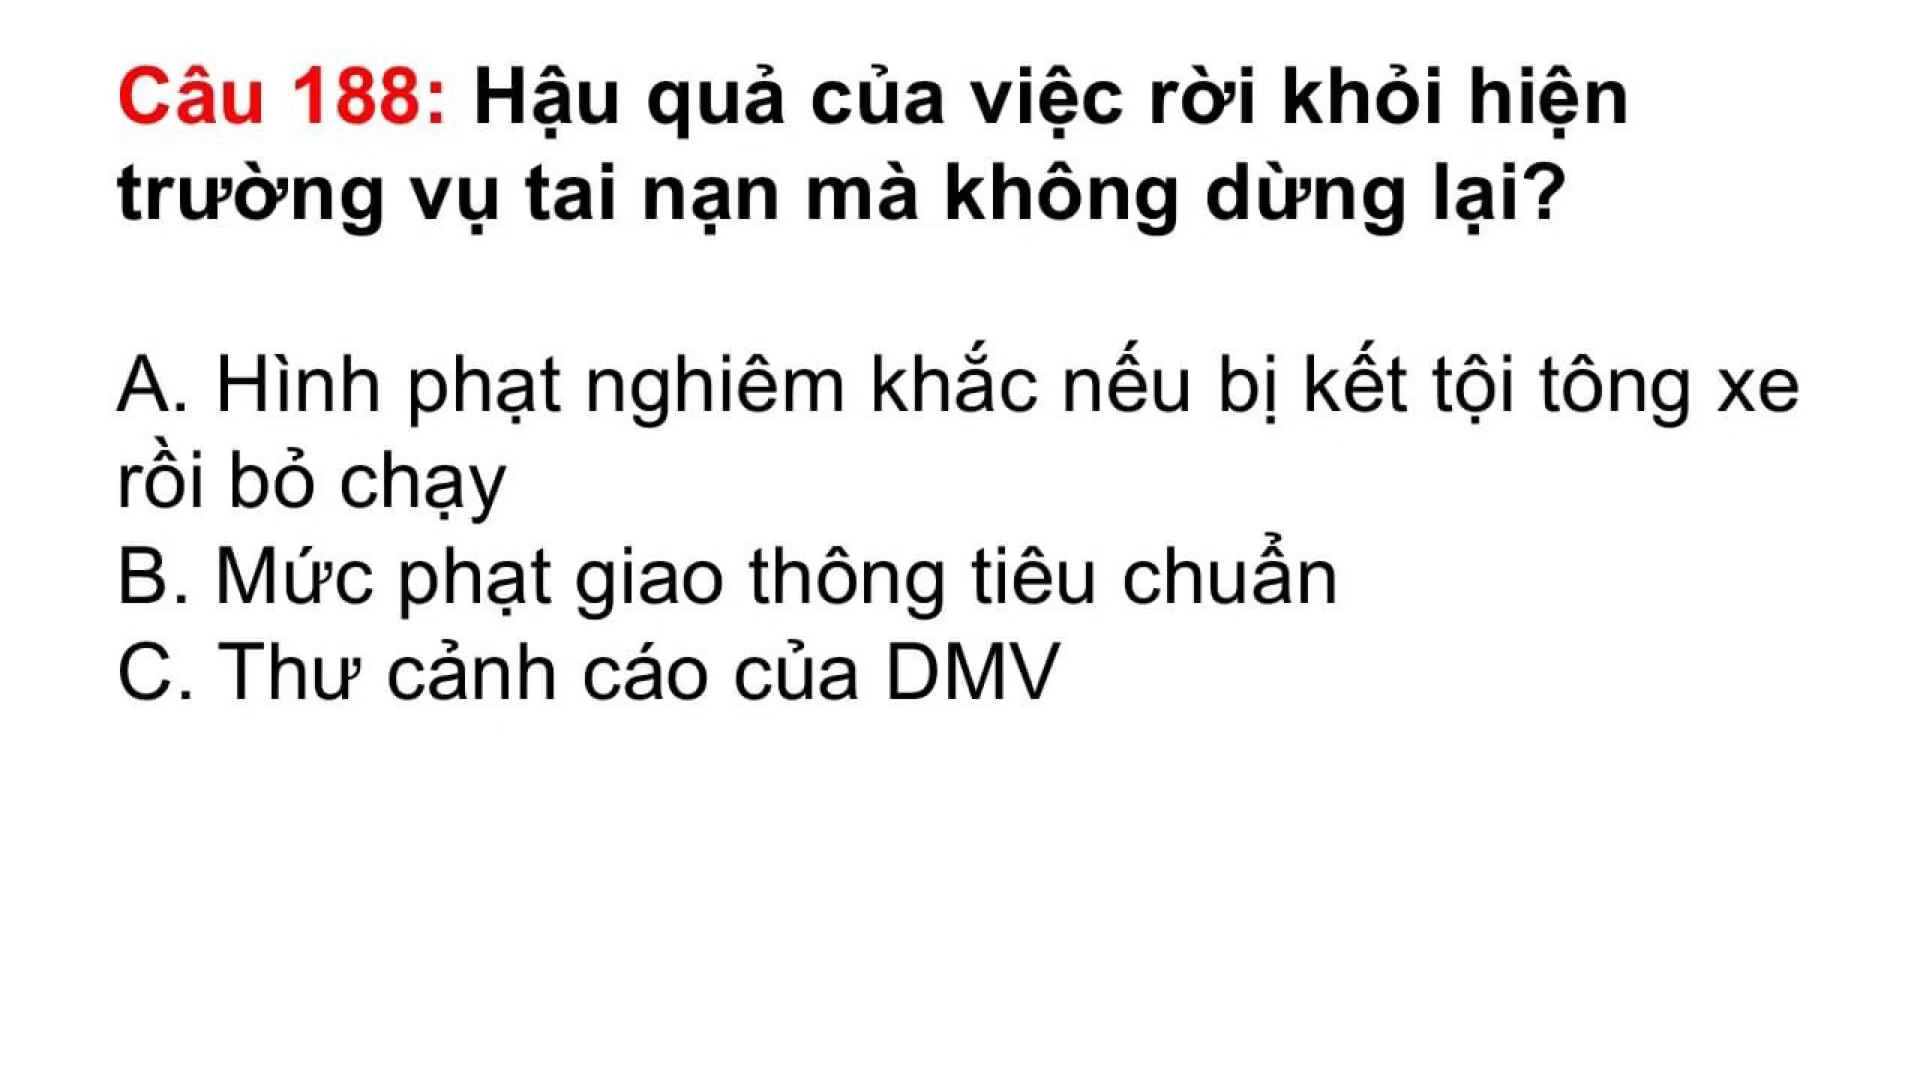 Câu 188: Hậu quả của việc rời khỏi hiện
trường vụ tai nạn mà không dừng lại?
A. Hình phạt nghiêm khắc nếu bị kết tội tông xe
rồi bỏ chạy
B. Mức phạt giao thông tiêu chuẩn
C. Thư cảnh cáo của DMV